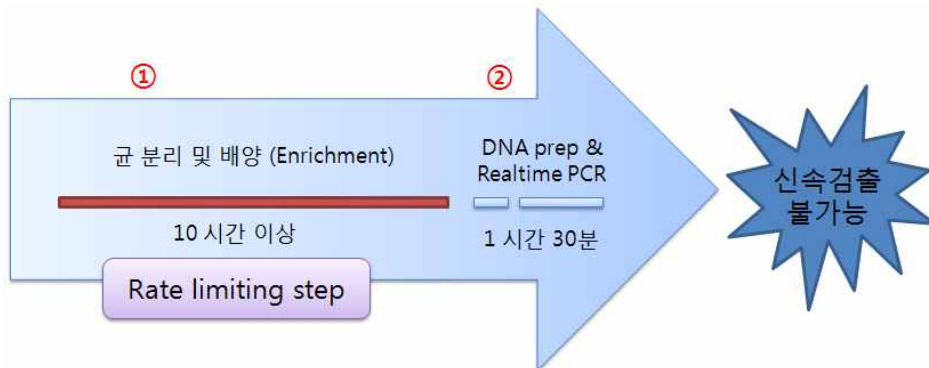 ①
②
균 분리 및 배양 (Enrichment)
DNA prep &
Realtime PCR
10 시간 이상
1 시간 30분
Rate limiting step
신속검출
불가능